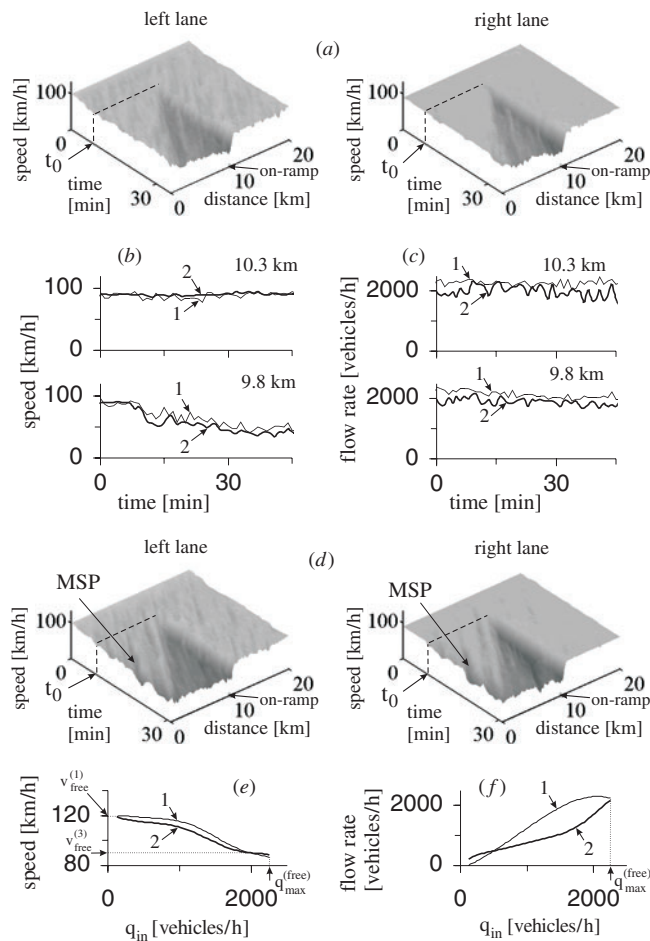 left lane
right lane
(a)
speed [km/h]
100
0
t0
time [min]
30
0
10
20
on-ramp
distance [km]
speed [km/h]
100
0
t0
time [min]
30
0
10
20
on-ramp
distance [km]
(b)
2
10.3 km
100
1
0
speed [km/h]
1
9.8 km
100
2
0
0
30
time [min]
(c)
1
10.3 km
2000
2
0
flow rate [vehicles/h]
1
9.8 km
2000
2
0
0
30
time [min]
left lane
right lane
(d)
MSP
speed [km/h]
100
0
t0
time [min]
30
0
10
20
on-ramp
distance [km]
MSP
speed [km/h]
100
0
t0
time [min]
30
0
10
20
on-ramp
distance [km]
(e)
speed [km/h]
v free (1)
120
v free (3)
80
1
2
0
2000
q max (free)
q in [vehicles/h]
(f)
flow rate [vehicles/h]
2000
0
1
2
0
2000
q max (free)
q in [vehicles/h]